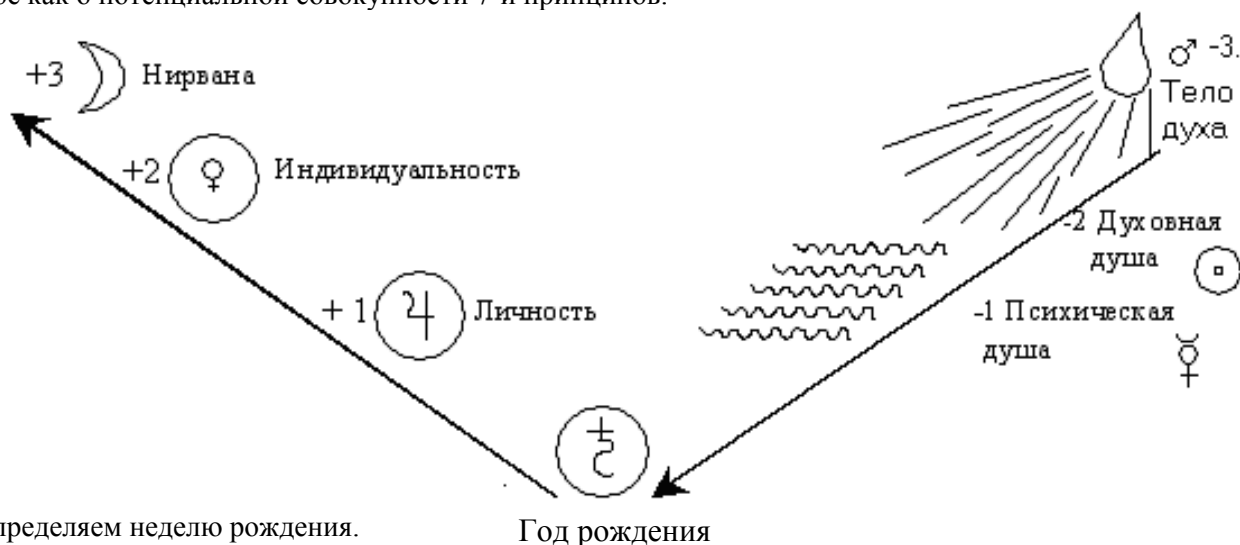 как о потенциальной совокупности 7 и принципов.
+3 Нирвана
♂ -3.
Тело
духа
+2 ♀ Индивидуальность
-2 Духовная
душа
+ 1 ♃ Личность
-1 Психическая
душа
☿
♄
пределяем неделю рождения.
Год рождения